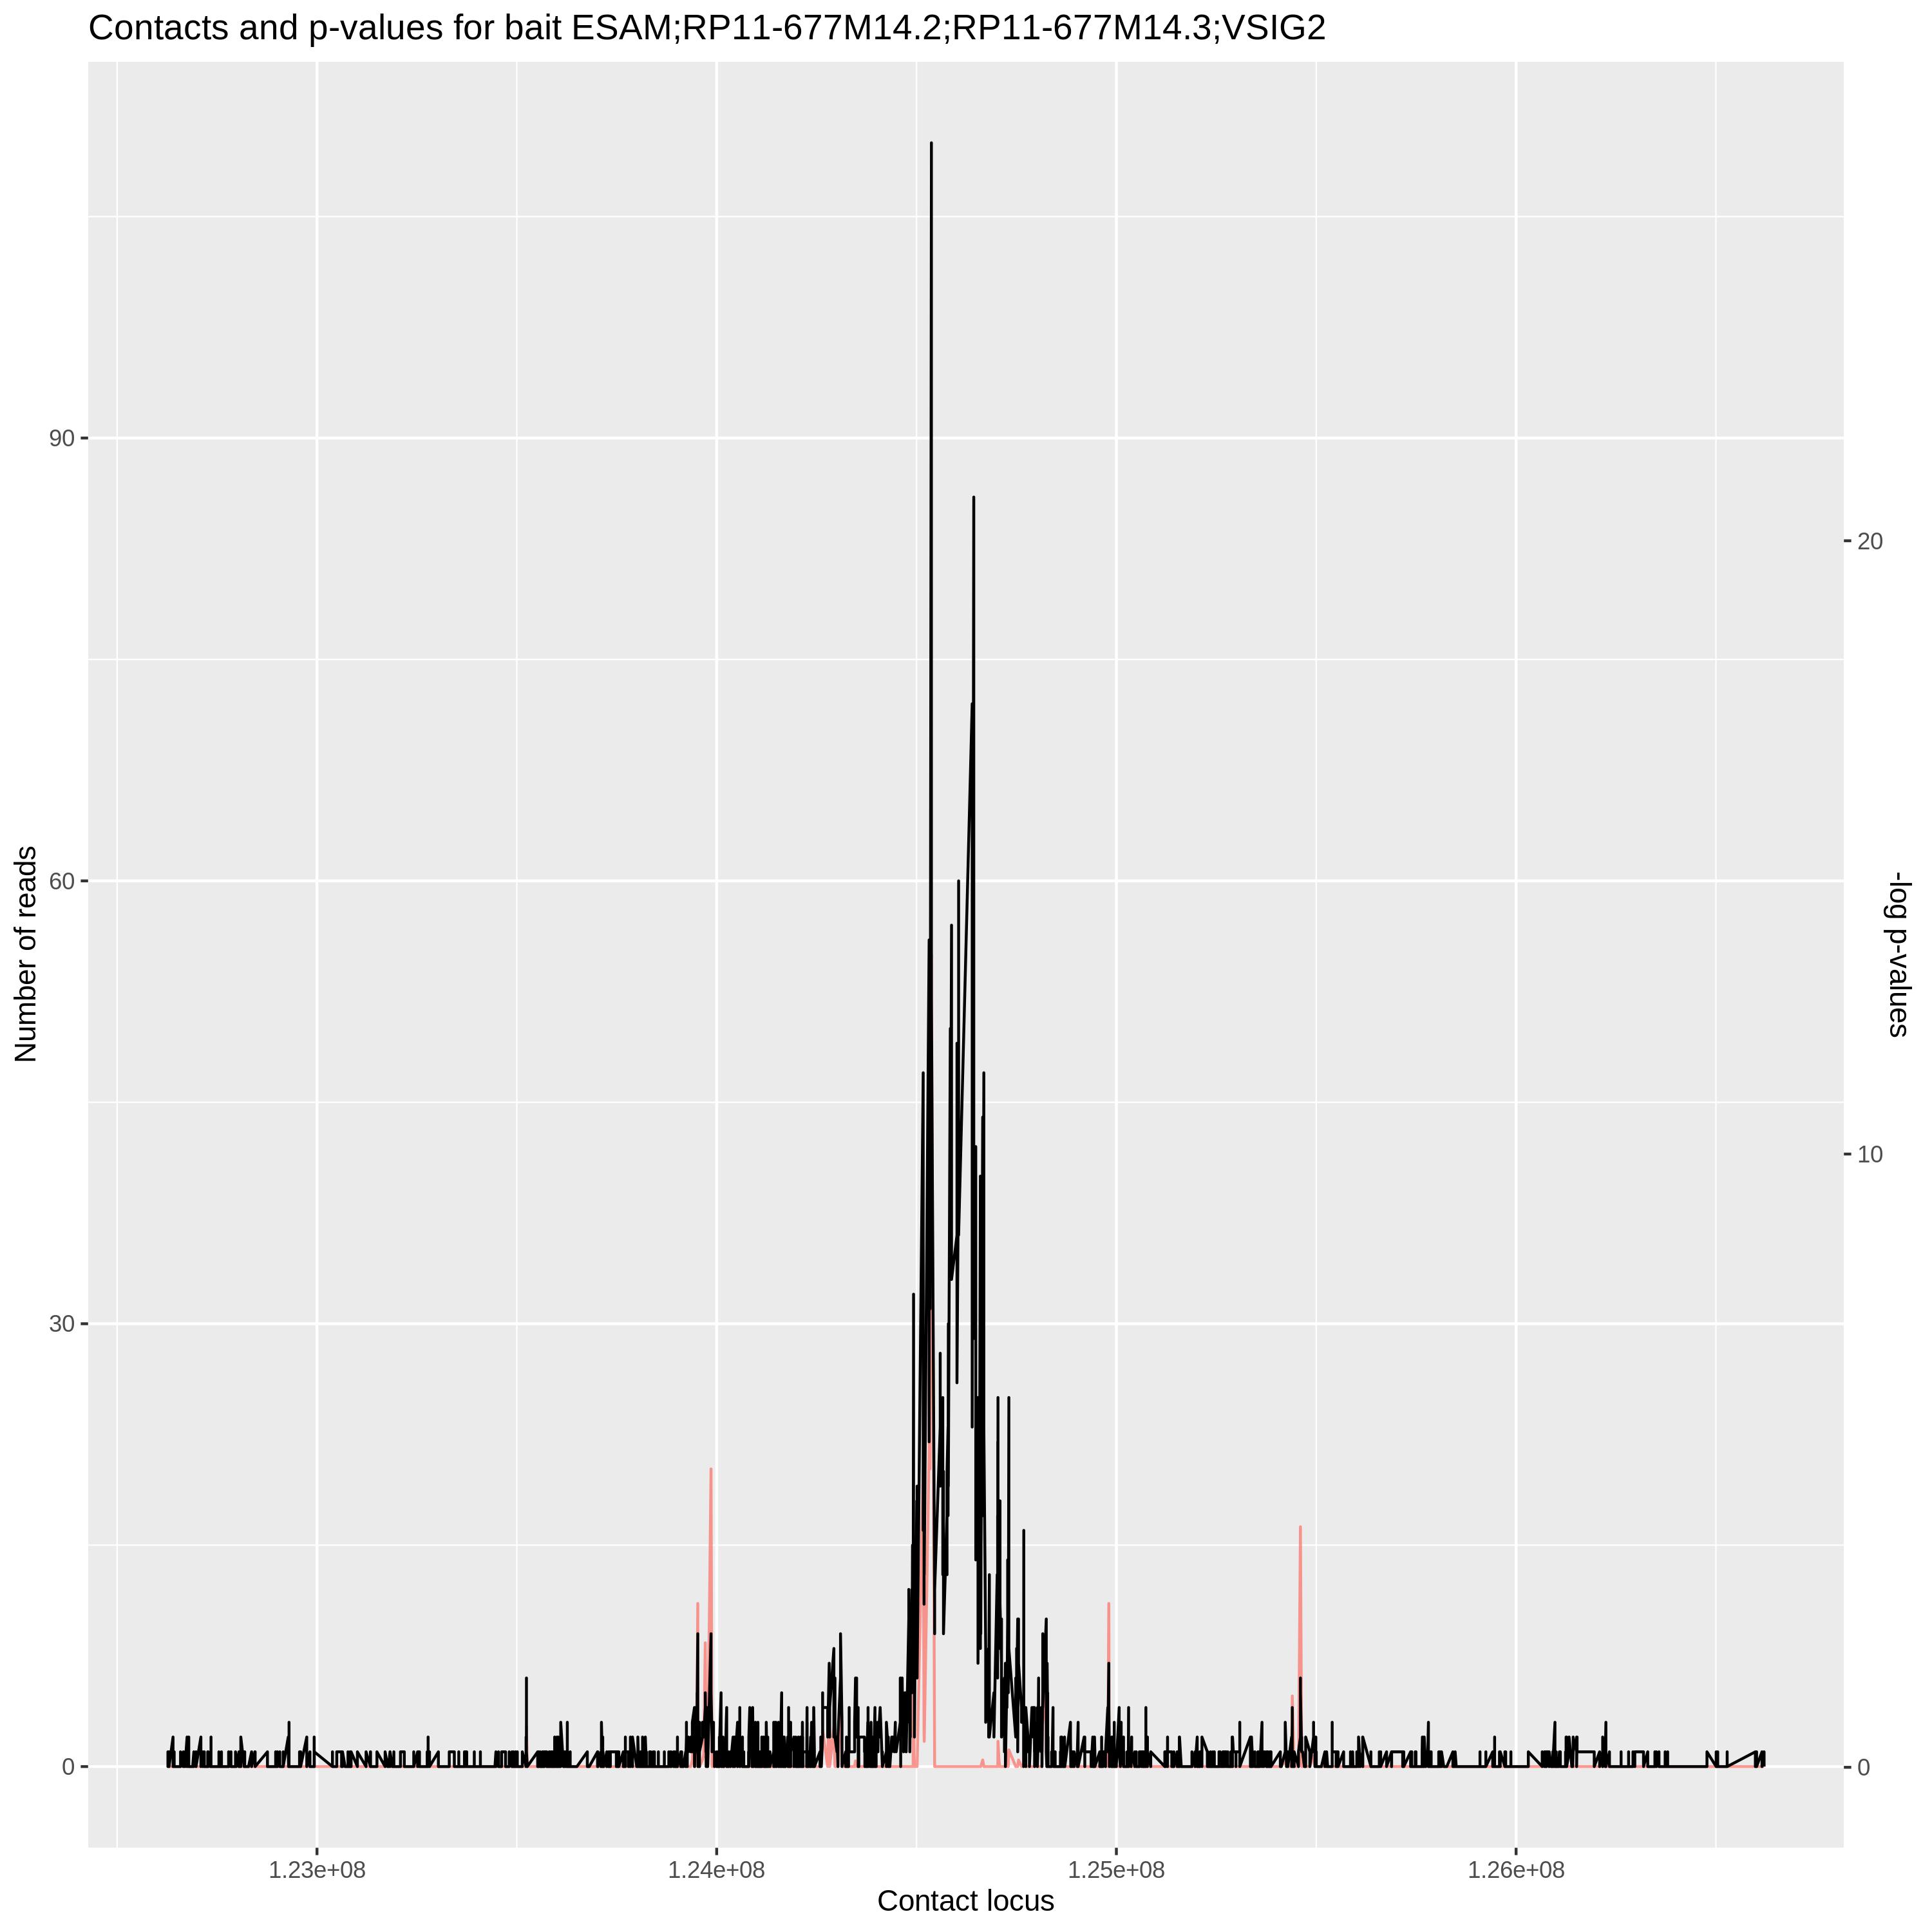 Contacts and p-values for bait ESAM;RP11-677M14.2;RP11-677M14.3;VSIG2
Number of reads
90
60
30
0
20
10
0
-log p-values
1.23e+08
1.24e+08
1.25e+08
1.26e+08
Contact locus